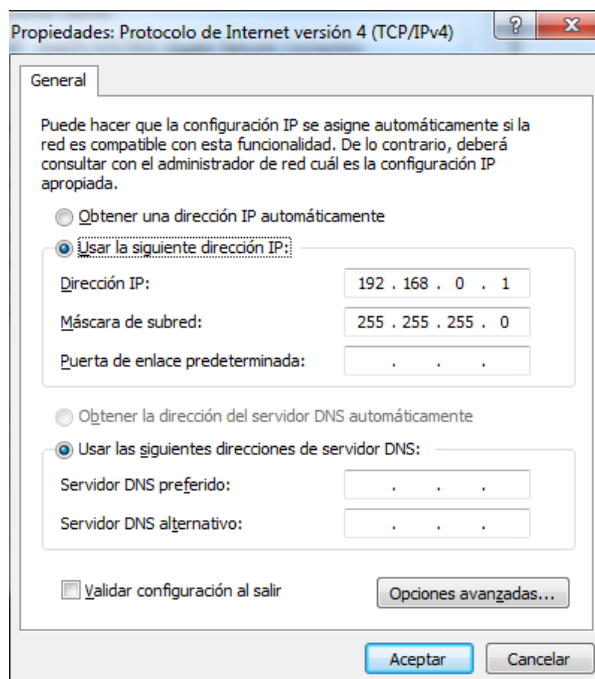 Propiedades: Protocolo de Internet versión 4 (TCP/IPv4)
General
Puede hacer que la configuración IP se asigne automáticamente si la
red es compatible con esta funcionalidad. De lo contrario, deberá
consultar con el administrador de red cuál es la configuración IP
apropiada.
Obtener una dirección IP automáticamente
Usar la siguiente dirección IP:
Dirección IP: 192 . 168 . 0 . 1
Máscara de subred: 255 . 255 . 255 . 0
Puerta de enlace predeterminada: . . .
Obtener la dirección del servidor DNS automáticamente
Usar las siguientes direcciones de servidor DNS:
Servidor DNS preferido: . . .
Servidor DNS alternativo: . . .
Validar configuración al salir
Opciones avanzadas...
Aceptar Cancelar